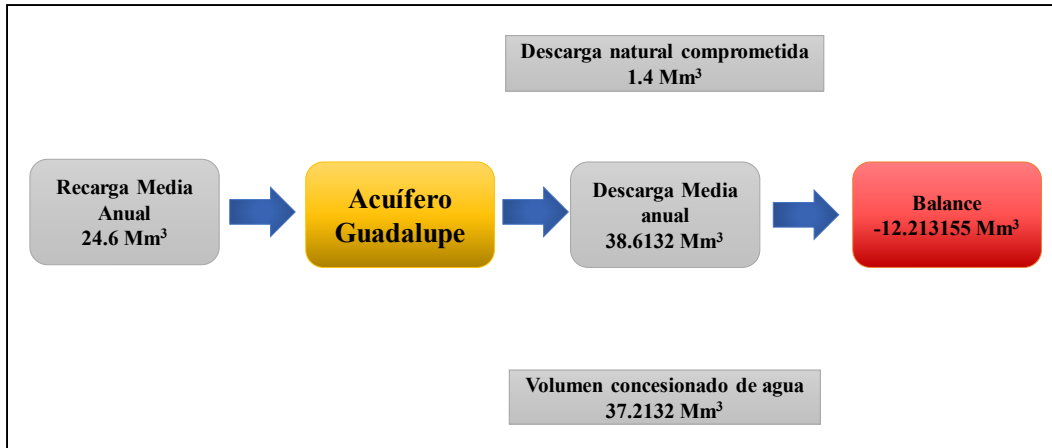 Descarga natural comprometida
1.4 Mm³
Recarga Media
Anual
24.6 Mm³
Acuífero
Guadalupe
Descarga Media
anual
38.6132 Mm³
Balance
-12.213155 Mm³
Volumen concesionado de agua
37.2132 Mm³